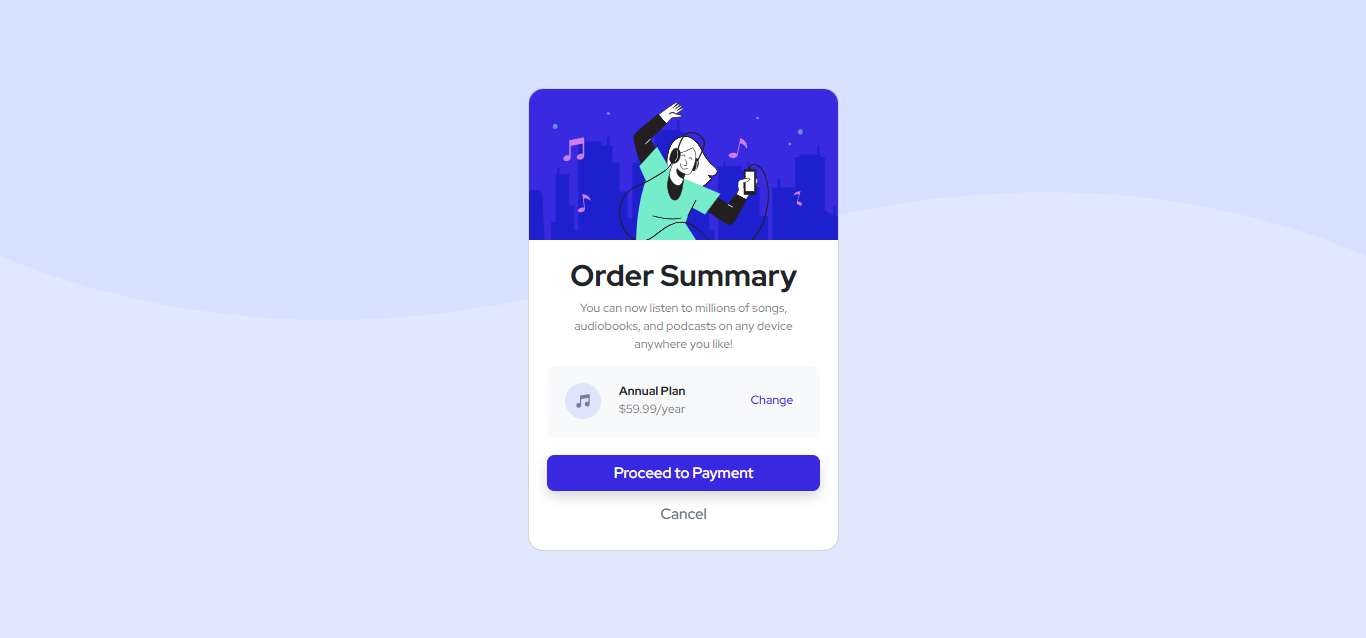 Order Summary
You can now listen to millions of songs,
audiobooks, and podcasts on any device
anywhere you like!
Annual Plan
$59.99/year
Change
Proceed to Payment
Cancel